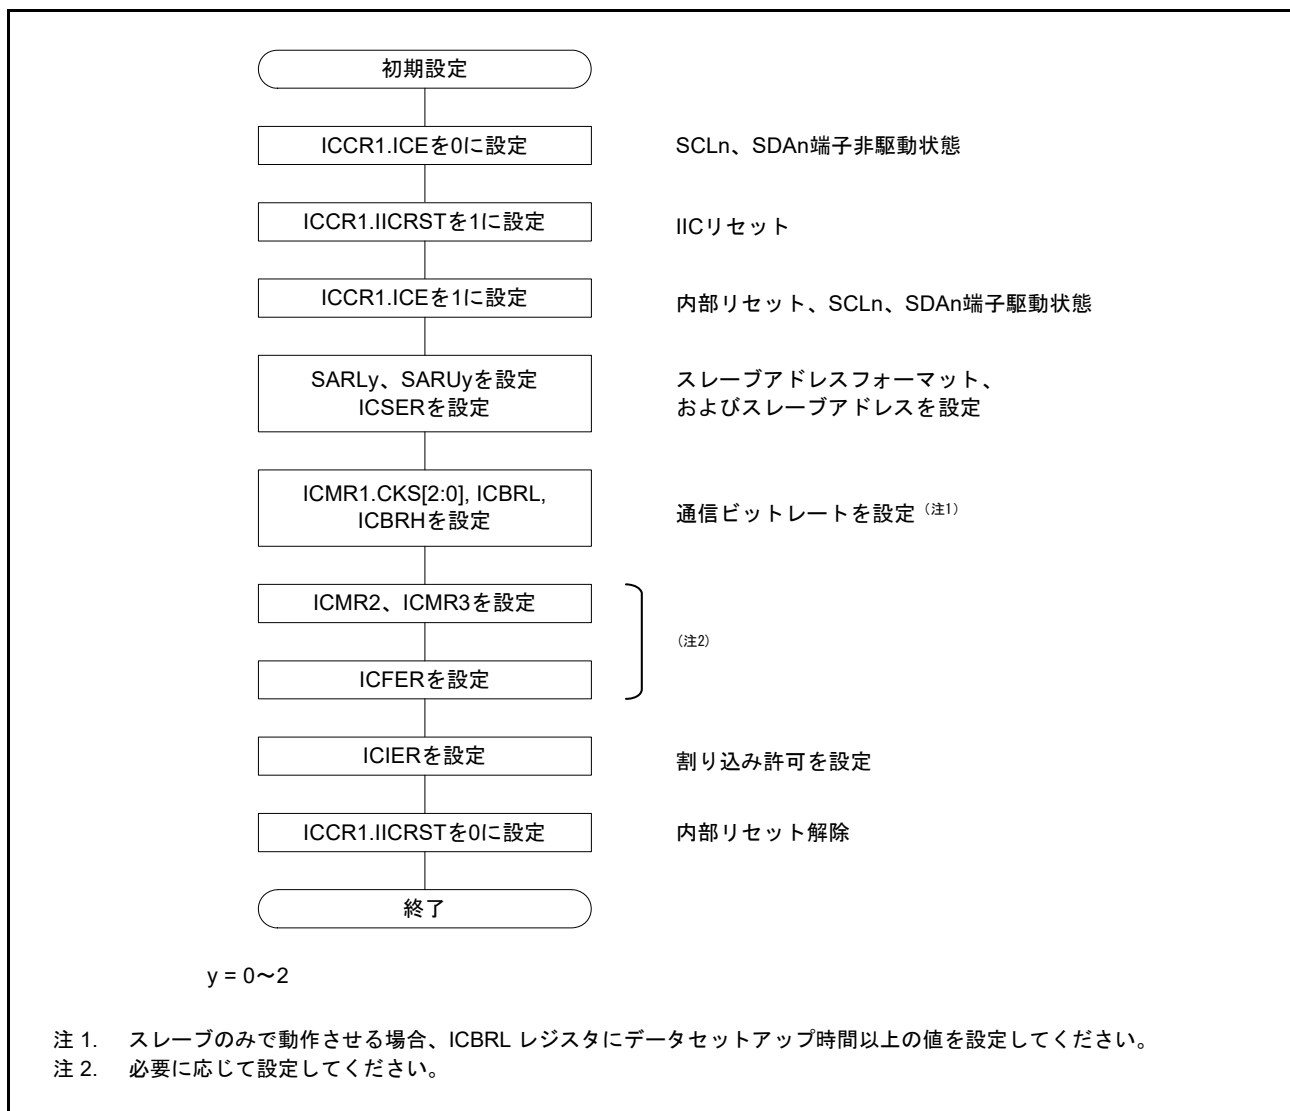 初期設定
ICCR1.ICEを0に設定
SCLn、SDAn端子非駆動状態
ICCR1.IICRSTを1に設定
IICリセット
ICCR1.ICEを1に設定
内部リセット、SCLn、SDAn端子駆動状態
SARLy、SARUyを設定
ICSERを設定
スレーブアドレスフォーマット、
およびスレーブアドレスを設定
ICMR1.CKS[2:0], ICBRL,
ICBRHを設定
通信ビットレートを設定（注1）
ICMR2、ICMR3を設定
（注2）
ICFERを設定
ICIERを設定
割り込み許可を設定
ICCR1.IICRSTを0に設定
内部リセット解除
終了
y = 0〜2
注 1. スレーブのみで動作させる場合、ICBRL レジスタにデータセットアップ時間以上の値を設定してください。
注 2. 必要に応じて設定してください。